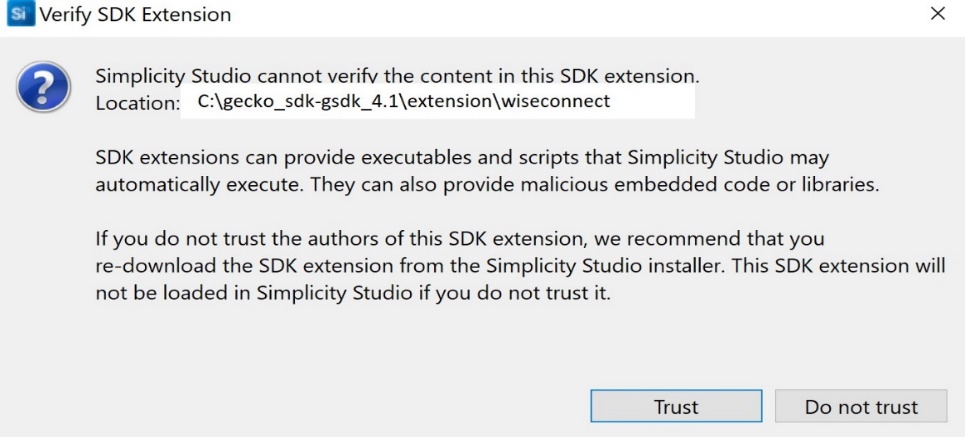 Si Verify SDK Extension
Simplicity Studio cannot verify the content in this SDK extension.
Location: C:\gecko_sdk-gsdk_4.1\extension\wiseconnect
SDK extensions can provide executables and scripts that Simplicity Studio may
automatically execute. They can also provide malicious embedded code or libraries.
If you do not trust the authors of this SDK extension, we recommend that you
re-download the SDK extension from the Simplicity Studio installer. This SDK extension will
not be loaded in Simplicity Studio if you do not trust it.
Trust Do not trust